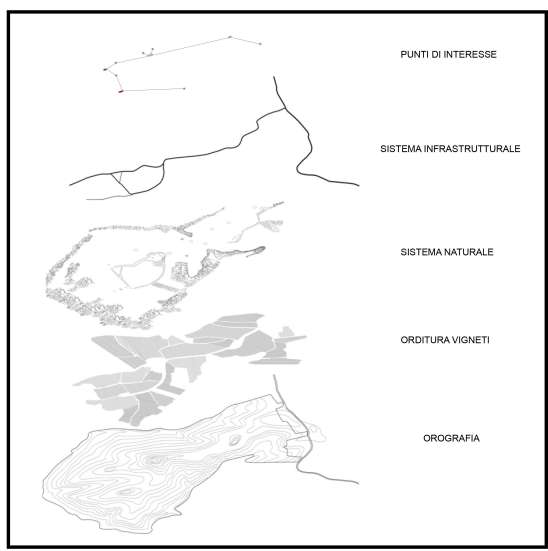 PUNTI DI INTERESSE
SISTEMA INFRASTRUTTURALE
SISTEMA NATURALE
ORDITURA VIGNETI
OROGRAFIA